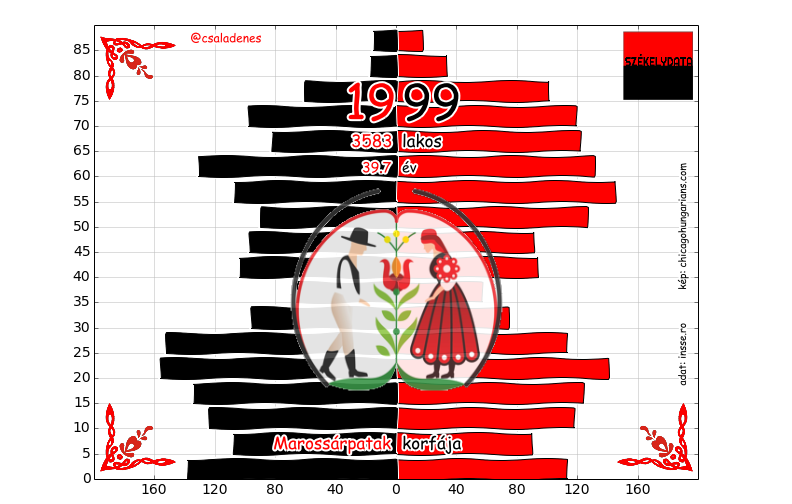 @csaladenes
SZÉKELYDATA
1999
3583 lakos
39.7 év
kép: chicagohungarians.com
adat: insse.ro
Marossárpatak korfája
85
80
75
70
65
60
55
50
45
40
35
30
25
20
15
10
5
0
160 120 80 40 0 40 80 120 160